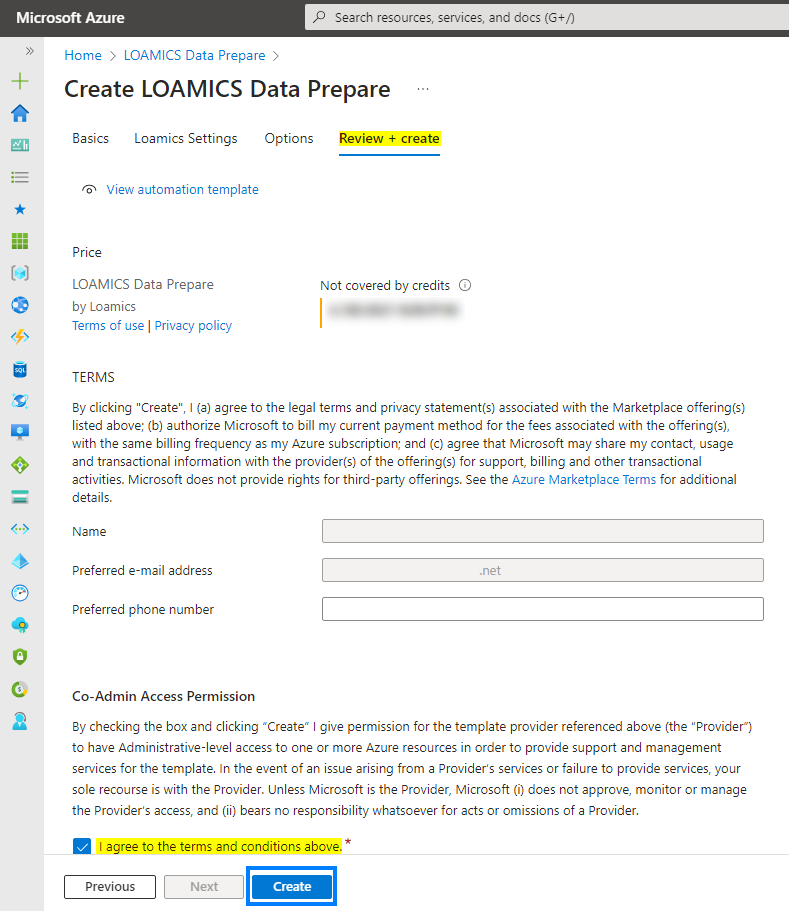 Microsoft Azure
Search resources, services, and docs (G+/)
Home > LOAMICS Data Prepare >
Create LOAMICS Data Prepare ...
Basics Loamics Settings Options Review + create
View automation template
Price
LOAMICS Data Prepare Not covered by credits
by Loamics
Terms of use | Privacy policy
TERMS
By clicking "Create", I (a) agree to the legal terms and privacy statement(s) associated with the Marketplace offering(s)
listed above; (b) authorize Microsoft to bill my current payment method for the fees associated with the offering(s),
with the same billing frequency as my Azure subscription; and (c) agree that Microsoft may share my contact, usage
and transactional information with the provider(s) of the offering(s) for support, billing and other transactional
activities. Microsoft does not provide rights for third-party offerings. See the Azure Marketplace Terms for additional
details.
Name
Preferred e-mail address .net
Preferred phone number
Co-Admin Access Permission
By checking the box and clicking “Create” I give permission for the template provider referenced above (the “Provider”)
to have Administrative-level access to one or more Azure resources in order to provide support and management
services for the template. In the event of an issue arising from a Provider's services or failure to provide services, your
sole recourse is with the Provider. Unless Microsoft is the Provider, Microsoft (i) does not approve, monitor or manage
the Provider's access, and (ii) bears no responsibility whatsoever for acts or omissions of a Provider.
I agree to the terms and conditions above. *
Previous Next Create